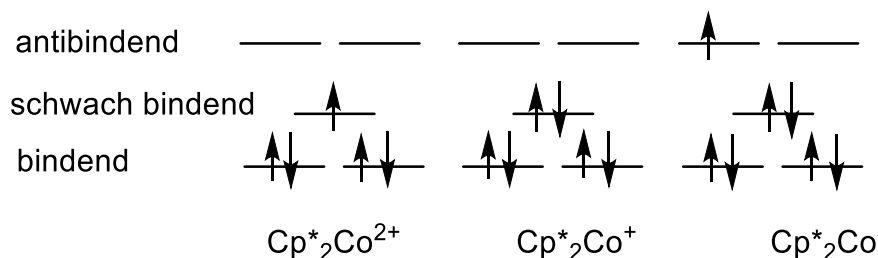 antibindend
schwach bindend
bindend
Cp*₂Co²⁺ Cp*₂Co⁺ Cp*₂Co